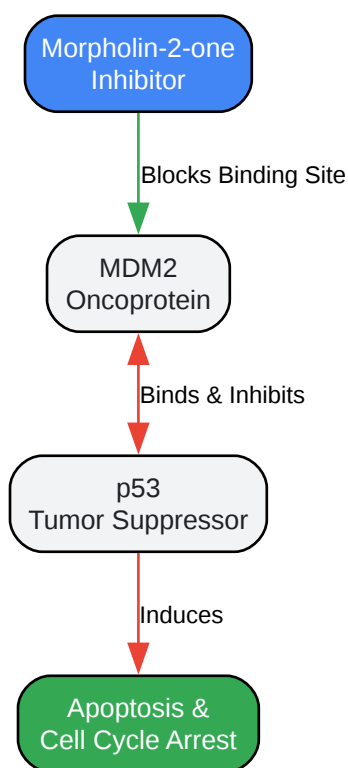 Morpholin-2-one
Inhibitor
Blocks Binding Site
MDM2
Oncoprotein
Binds & Inhibits
p53
Tumor Suppressor
Induces
Apoptosis &
Cell Cycle Arrest